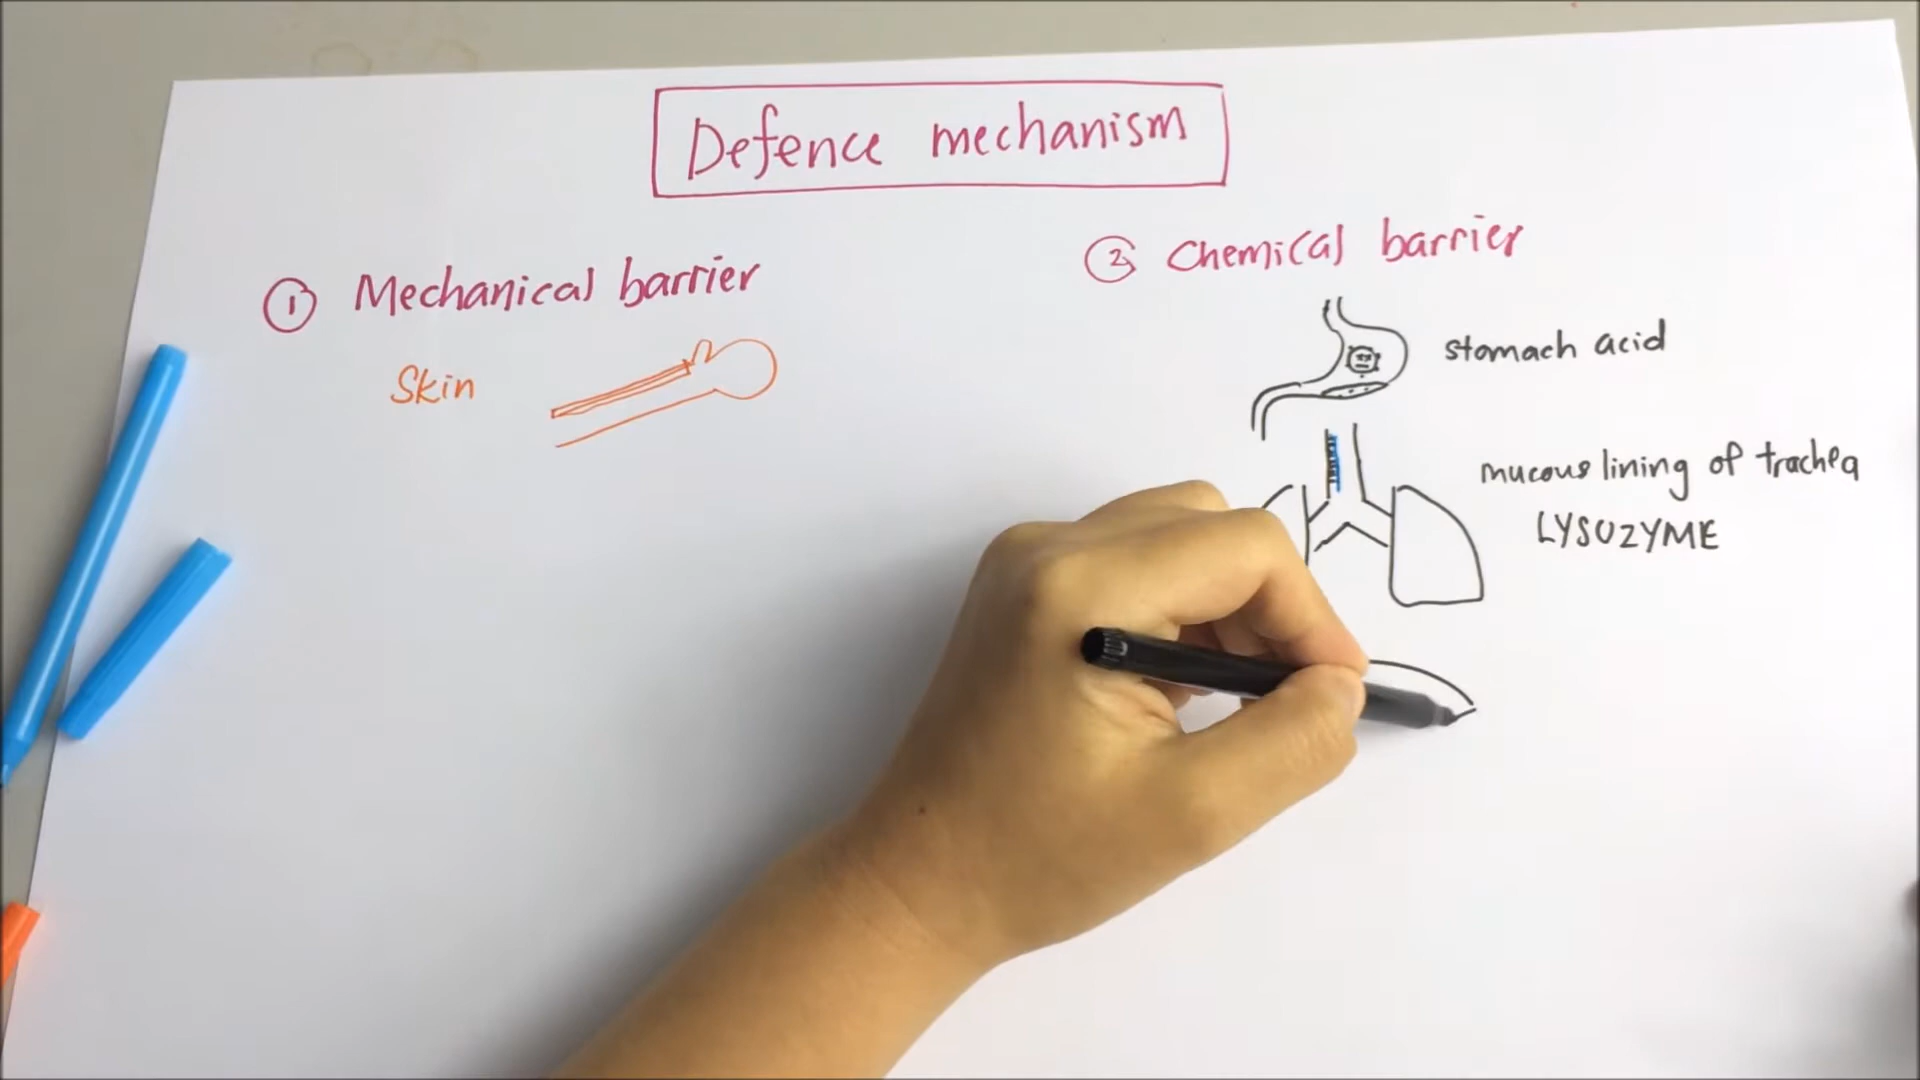 Defence mechanism
1 Mechanical barrier
Skin
2 Chemical barrier
stomach acid
mucous lining of trachea
LYSOZYME